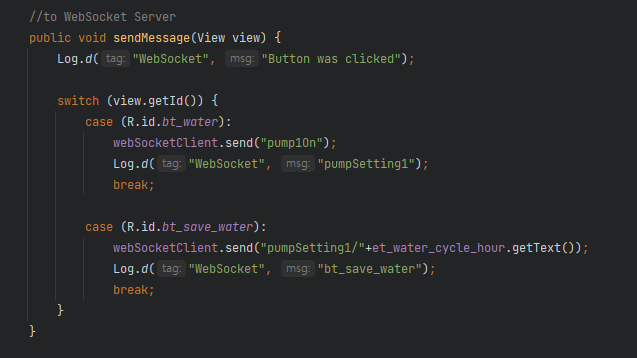 //to WebSocket Server
public void sendMessage(View view) {
Log.d( tag: "WebSocket", msg: "Button was clicked");
switch (view.getId()) {
case (R.id.bt_water):
webSocketClient.send("pump1On");
Log.d( tag: "WebSocket", msg: "pumpSetting1");
break;
case (R.id.bt_save_water):
webSocketClient.send("pumpSetting1/"+et_water_cycle_hour.getText());
Log.d( tag: "WebSocket", msg: "bt_save_water");
break;
}
}